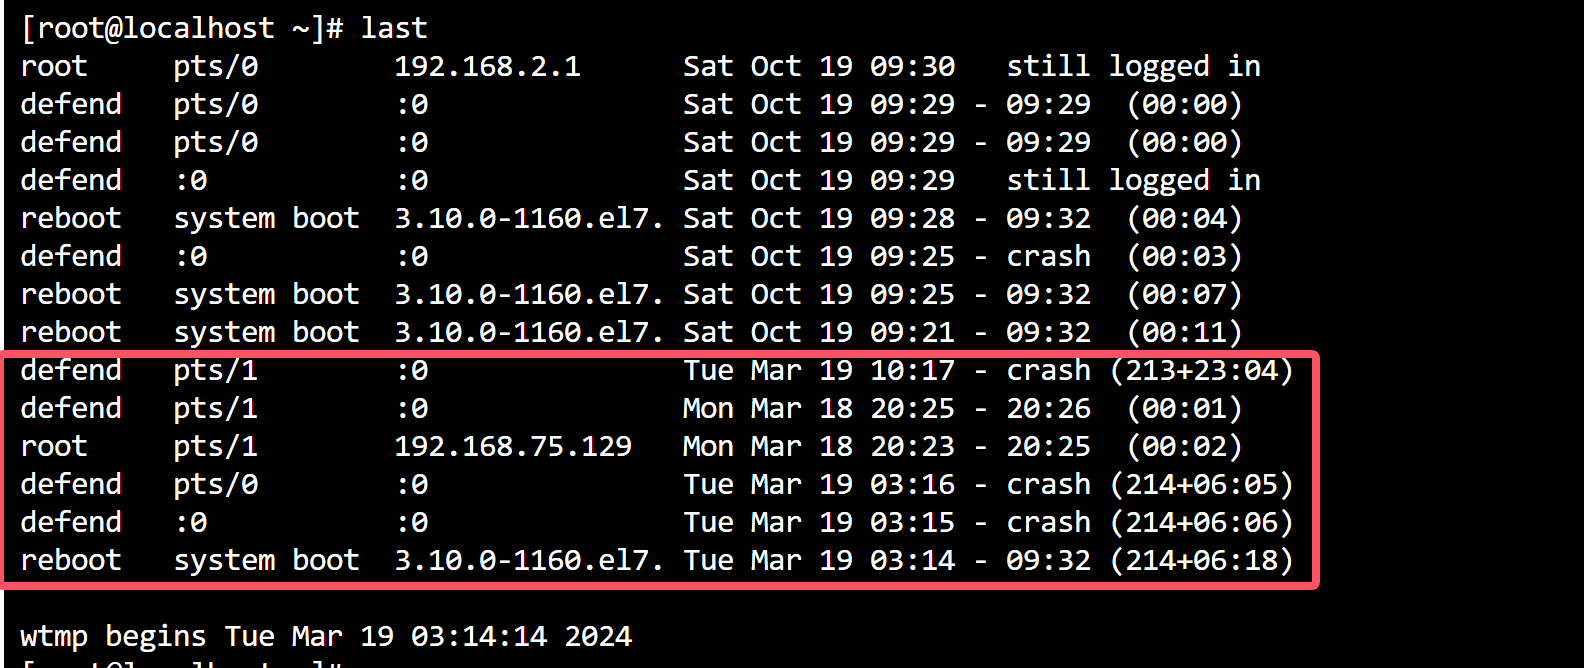 [root@localhost ~]# last
root     pts/0        192.168.2.1      Sat Oct 19 09:30   still logged in
defend   pts/0        :0               Sat Oct 19 09:29 - 09:29  (00:00)
defend   pts/0        :0               Sat Oct 19 09:29 - 09:29  (00:00)
defend   :0           :0               Sat Oct 19 09:29   still logged in
reboot   system boot  3.10.0-1160.el7. Sat Oct 19 09:28 - 09:32  (00:04)
defend   :0           :0               Sat Oct 19 09:25 - crash  (00:03)
reboot   system boot  3.10.0-1160.el7. Sat Oct 19 09:25 - 09:32  (00:07)
reboot   system boot  3.10.0-1160.el7. Sat Oct 19 09:21 - 09:32  (00:11)
defend   pts/1        :0               Tue Mar 19 10:17 - crash (213+23:04)
defend   pts/1        :0               Mon Mar 18 20:25 - 20:26  (00:01)
root     pts/1        192.168.75.129   Mon Mar 18 20:23 - 20:25  (00:02)
defend   pts/0        :0               Tue Mar 19 03:16 - crash (214+06:05)
defend   :0           :0               Tue Mar 19 03:15 - crash (214+06:06)
reboot   system boot  3.10.0-1160.el7. Tue Mar 19 03:14 - 09:32 (214+06:18)
wtmp begins Tue Mar 19 03:14:14 2024